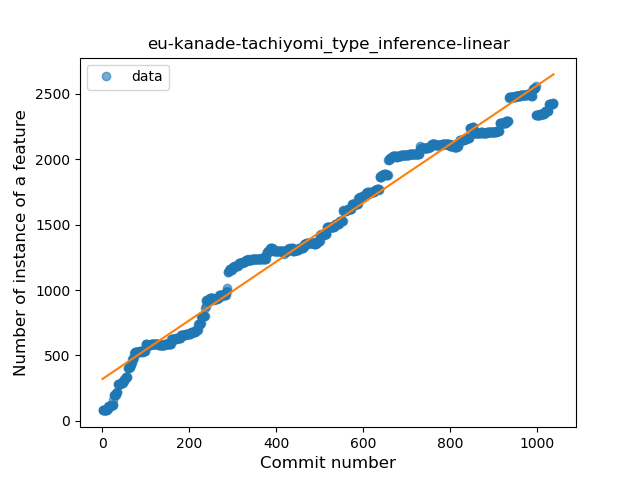 eu-kanade-tachiyomi_type_inference-linear
data
Number of instance of a feature
2500
2000
1500
1000
500
0
0 200 400 600 800 1000
Commit number